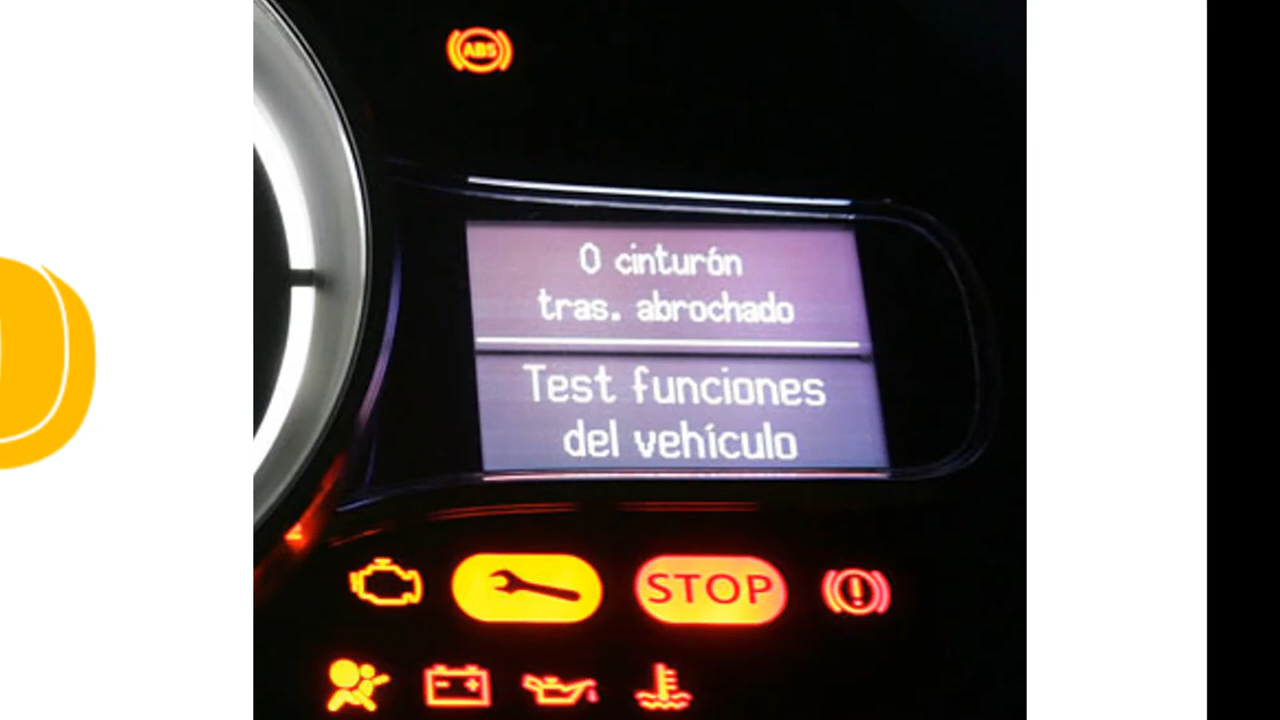 ABS
0 cinturón
tras. abrochado
Test funciones
del vehículo
STOP